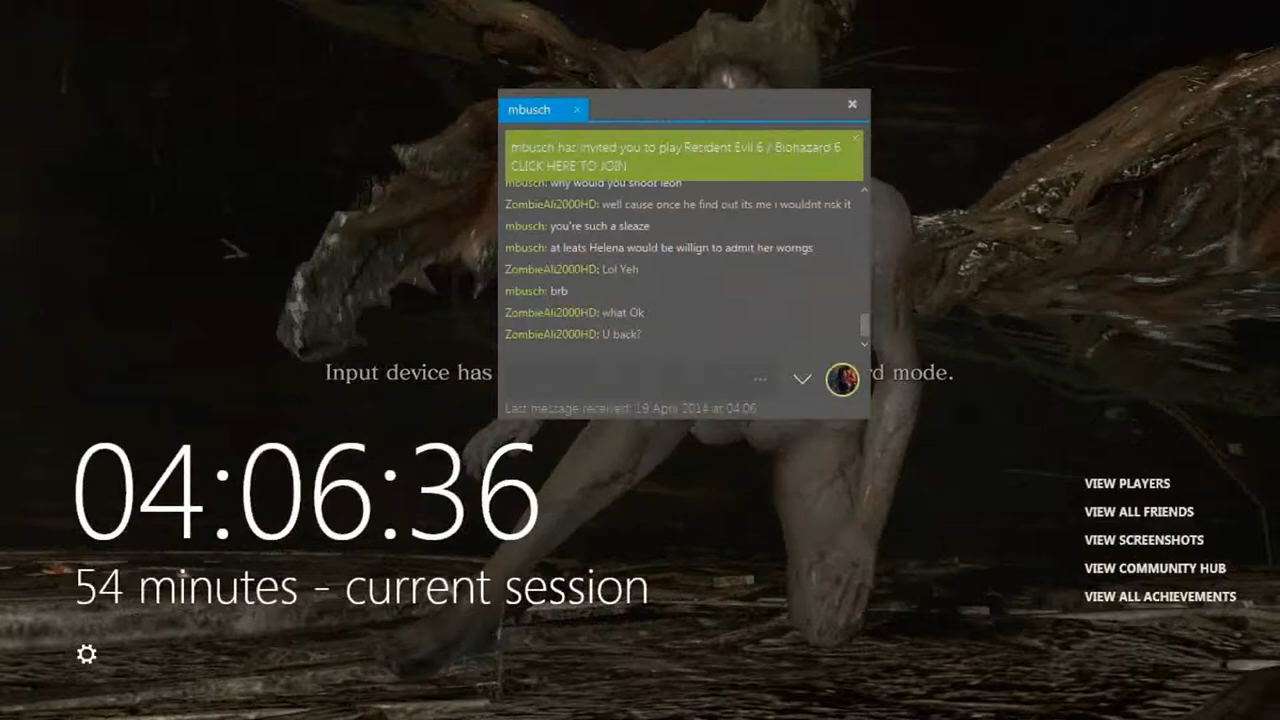 mbusch
mbusch has invited you to play Resident Evil 6 / Biohazard 6
CLICK HERE TO JOIN
mbusch: why would you shoot leon
ZombieAli2000HD: well cause once he find out its me i wouldnt risk it
mbusch: you're such a sleaze
mbusch: at leats Helena would be willign to admit her worngs
ZombieAli2000HD: Lol Yeh
mbusch: brb
ZombieAli2000HD: what Ok
ZombieAli2000HD: U back?
Input device has
rd mode.
Last message received: 19 April 2014 at 04:06
04:06:36
54 minutes - current session
VIEW PLAYERS
VIEW ALL FRIENDS
VIEW SCREENSHOTS
VIEW COMMUNITY HUB
VIEW ALL ACHIEVEMENTS